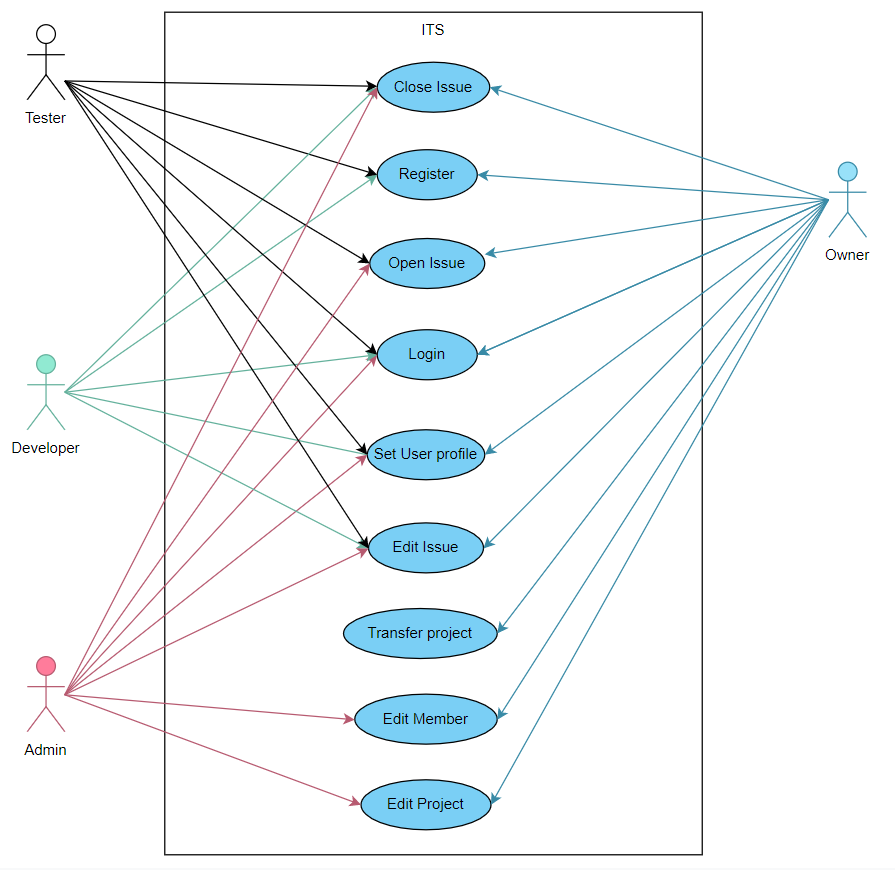 ITS
Tester
Close Issue
Register
Open Issue
Owner
Login
Developer
Set User profile
Edit Issue
Transfer project
Admin
Edit Member
Edit Project